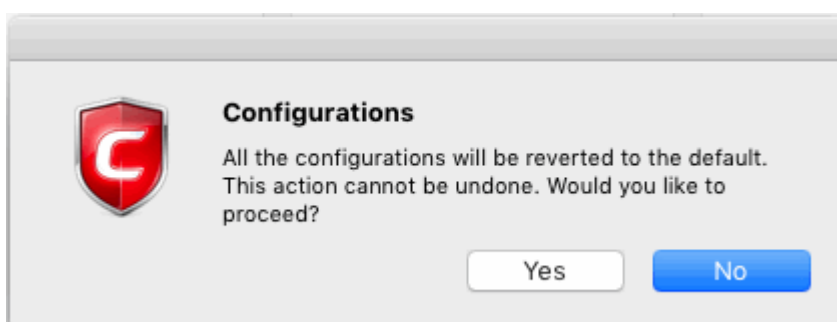 C
Configurations
All the configurations will be reverted to the default.
This action cannot be undone. Would you like to
proceed?
Yes
No